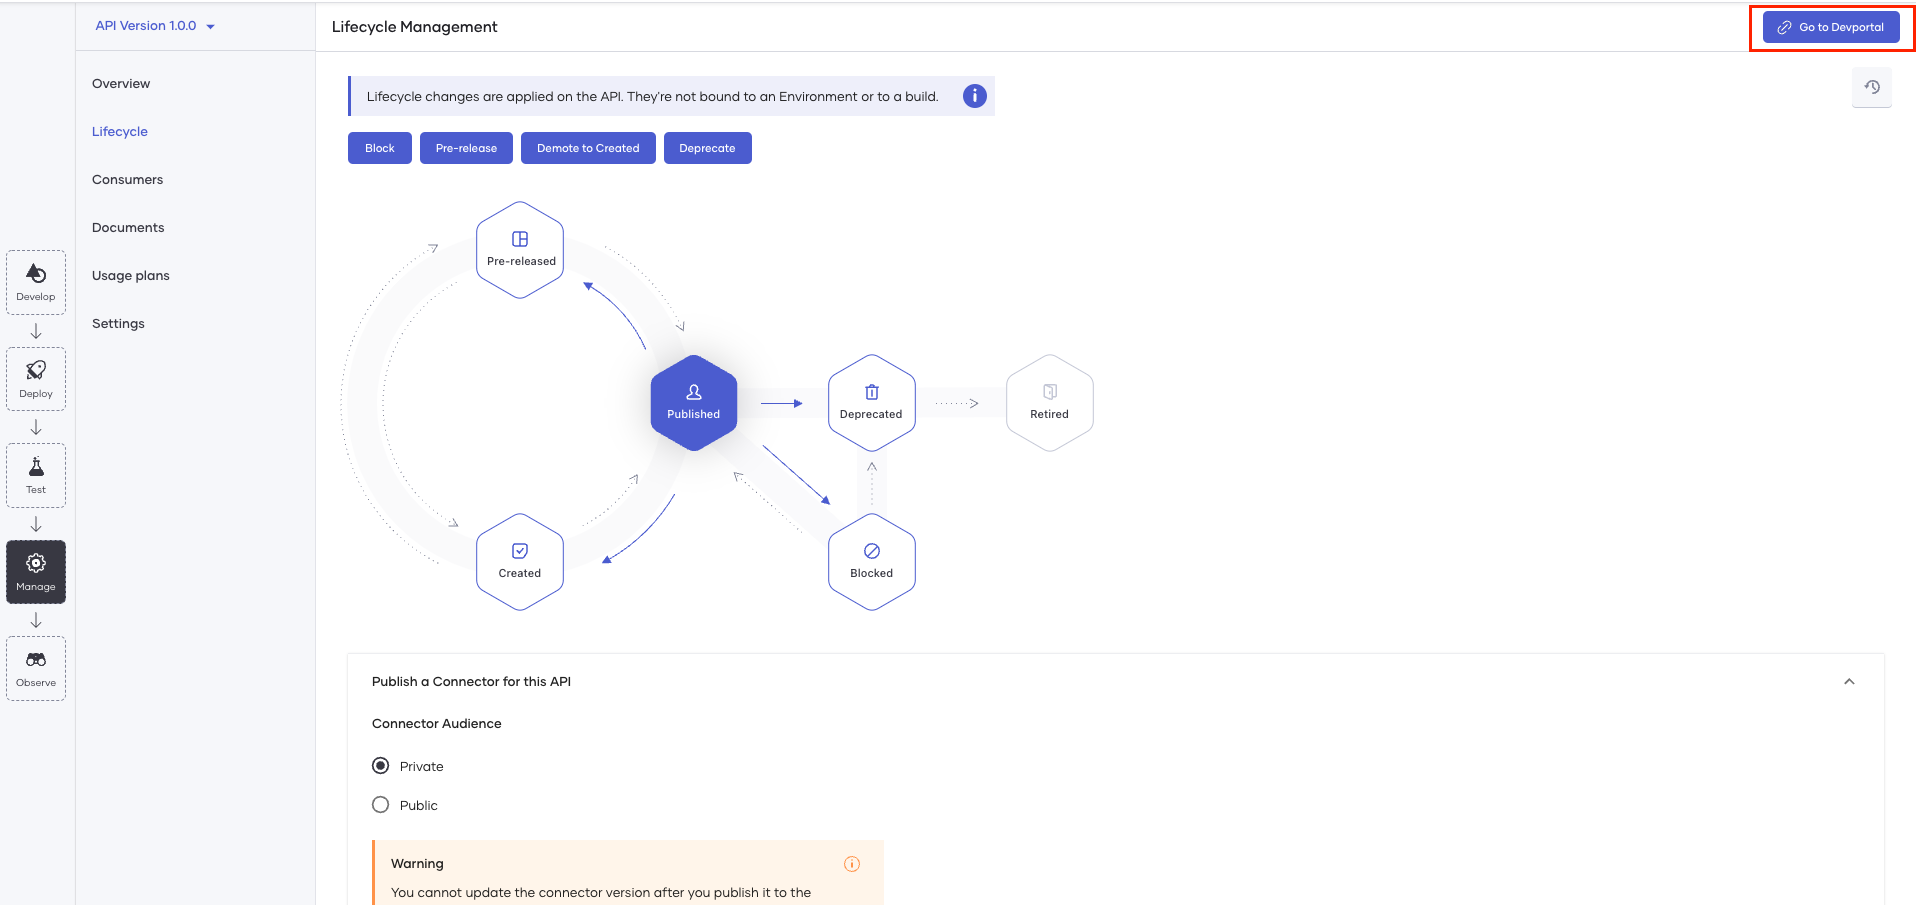 API Version 1.0.0
Lifecycle Management
Go to Devportal
Overview
Lifecycle
Consumers
Documents
Usage plans
Settings
Develop
Deploy
Test
Manage
Observe
Lifecycle changes are applied on the API. They're not bound to an Environment or to a build.
Block
Pre-release
Demote to Created
Deprecate
Pre-released
Published
Deprecated
Retired
Created
Blocked
Publish a Connector for this API
Connector Audience
Private
Public
Warning
You cannot update the connector version after you publish it to the